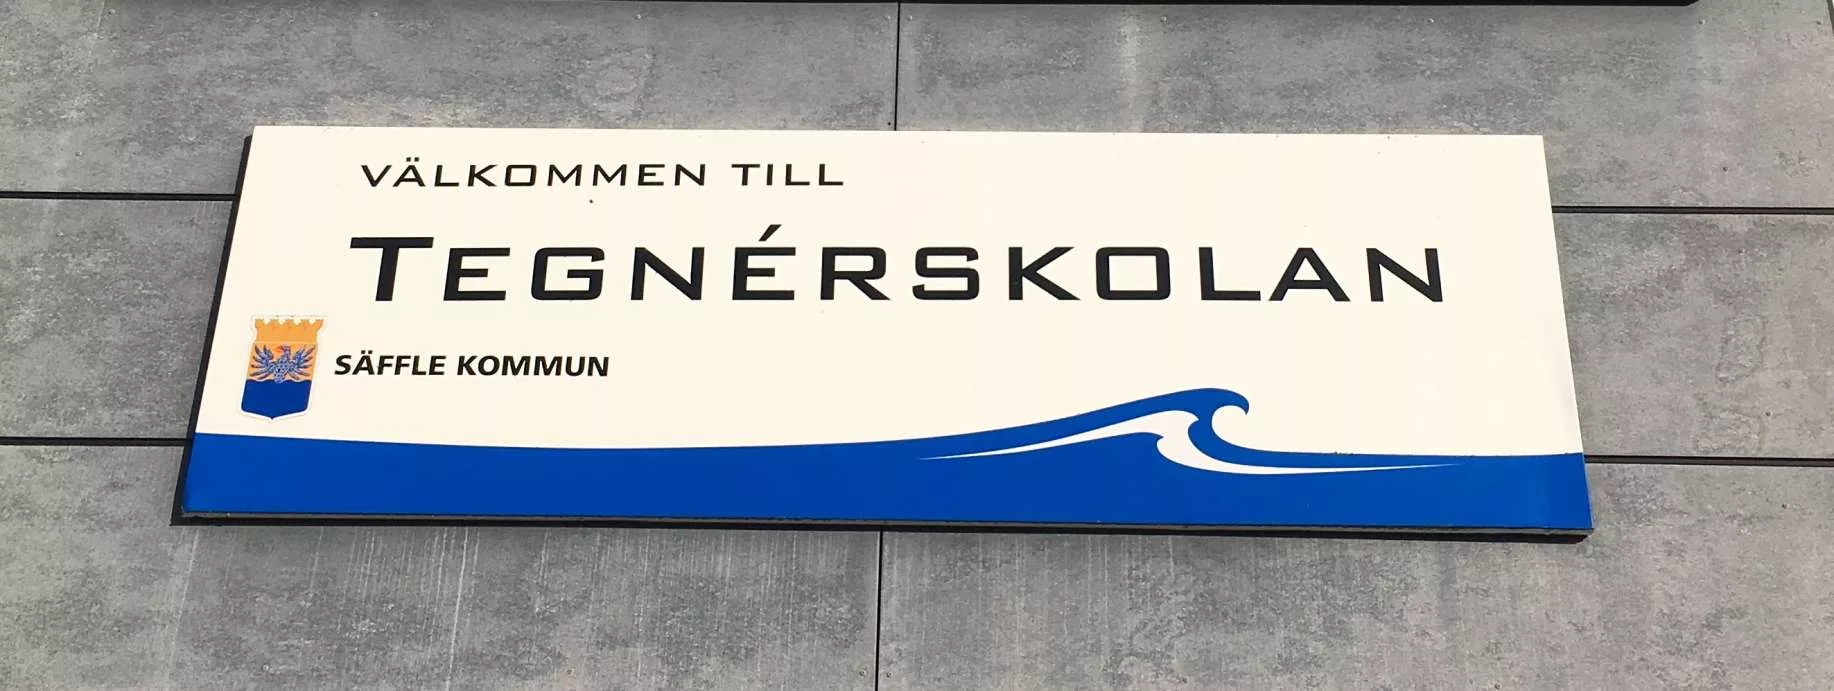 VÄLKOMMEN TILL
TEGNÉRSKOLAN
SÄFFLE KOMMUN